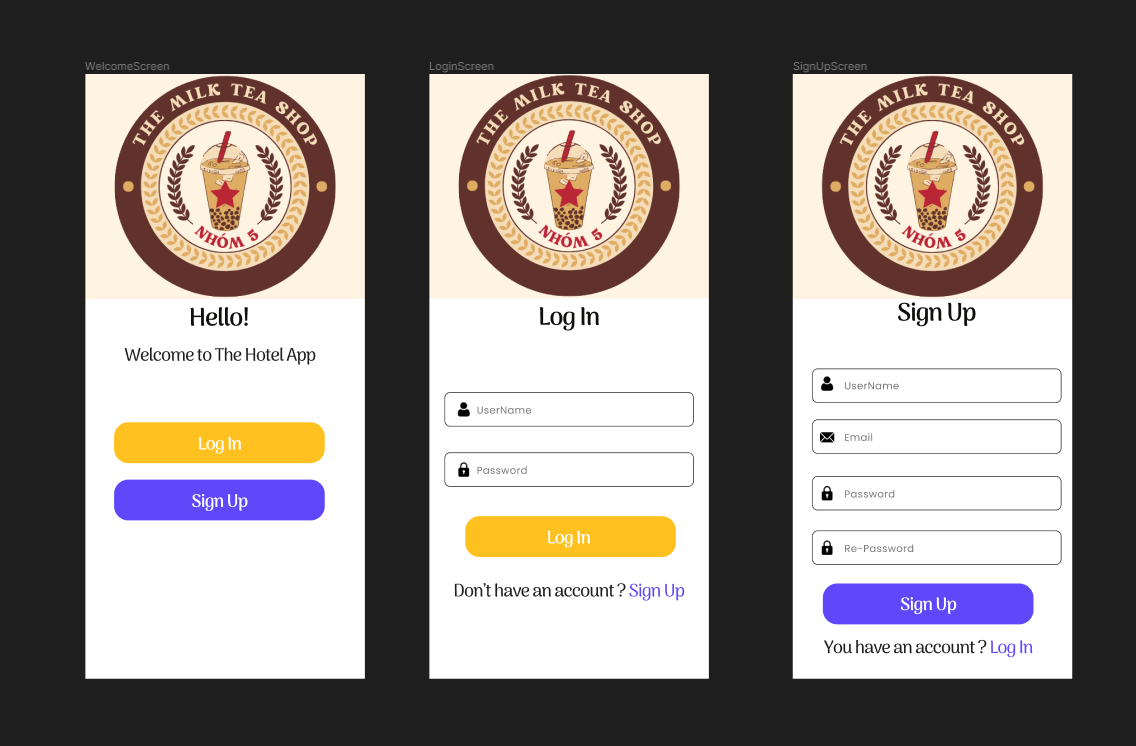 WelcomeScreen
THE MILK TEA SHOP
NHÓM 5
Hello!
Welcome to The Hotel App
Log In
Sign Up
LoginScreen
THE MILK TEA SHOP
NHÓM 5
Log In
UserName
Password
Log In
Don't have an account ? Sign Up
SignUpScreen
THE MILK TEA SHOP
NHÓM 5
Sign Up
UserName
Email
Password
Re-Password
Sign Up
You have an account ? Log In